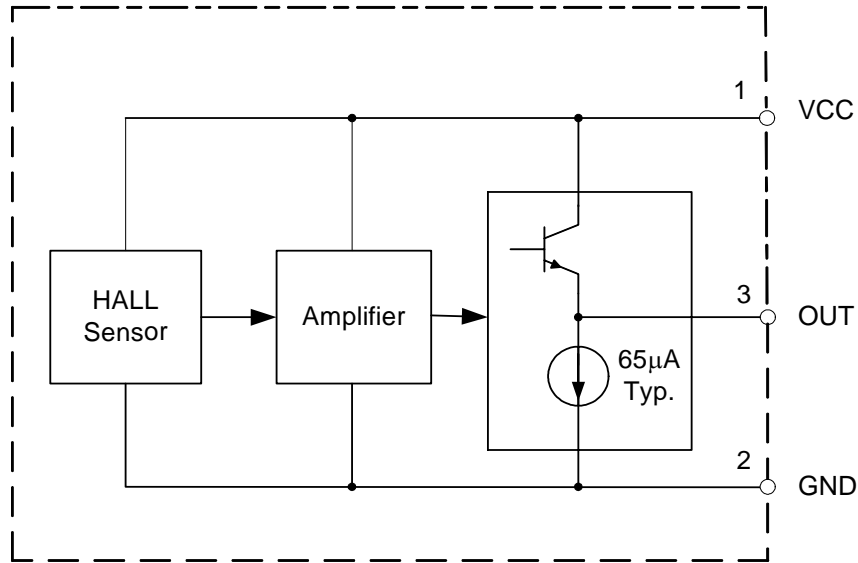 1
VCC
HALL
Sensor
Amplifier
3
OUT
65μA
Typ.
2
GND